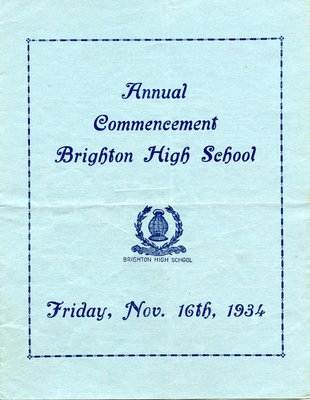 Annual
Commencement
Brighton High School
BRIGHTON HIGH SCHOOL
Friday, Nov. 16th, 1934